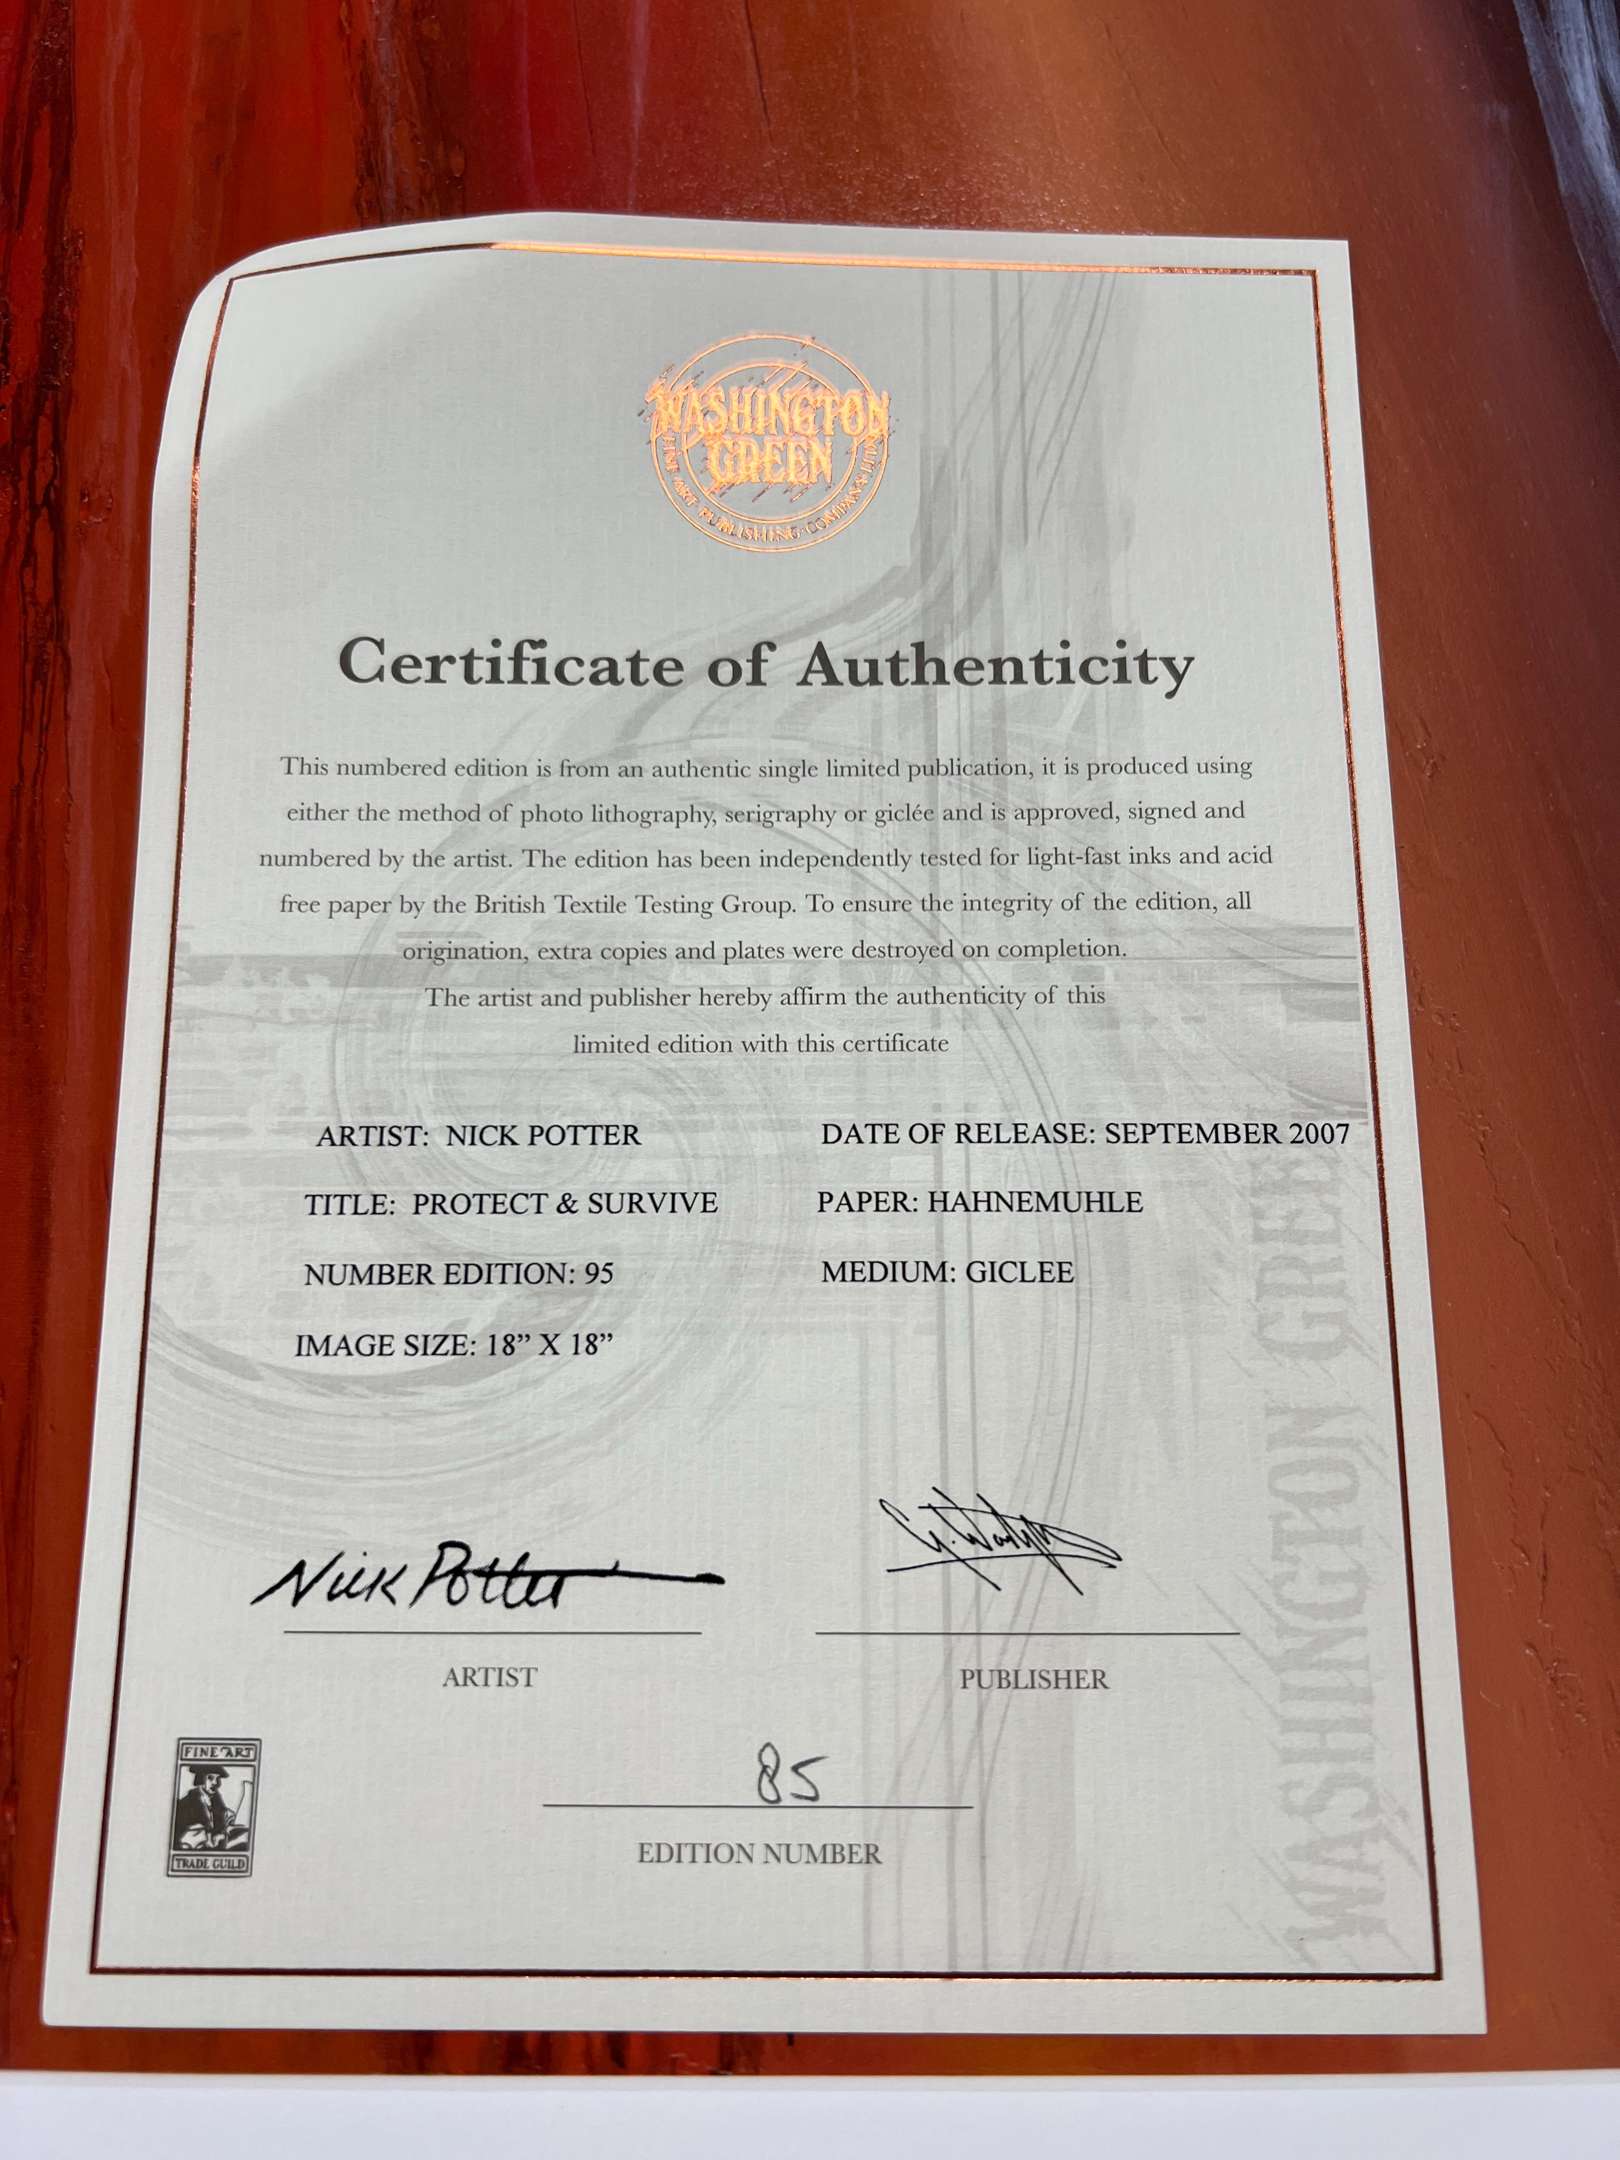 WASHINGTON
GREEN
FINE ART PUBLISHING COMPANY LTD
Certificate of Authenticity
This numbered edition is from an authentic single limited publication, it is produced using
either the method of photo lithography, serigraphy or giclée and is approved, signed and
numbered by the artist. The edition has been independently tested for light-fast inks and acid
free paper by the British Textile Testing Group. To ensure the integrity of the edition, all
origination, extra copies and plates were destroyed on completion.
The artist and publisher hereby affirm the authenticity of this
limited edition with this certificate
ARTIST: NICK POTTER
DATE OF RELEASE: SEPTEMBER 2007
TITLE: PROTECT & SURVIVE
PAPER: HAHNEMUHLE
NUMBER EDITION: 95
MEDIUM: GICLEE
IMAGE SIZE: 18” X 18”
Nick Potter
ARTIST
PUBLISHER
85
EDITION NUMBER
FINE ART
TRADE GUILD
WASHINGTON GREEN